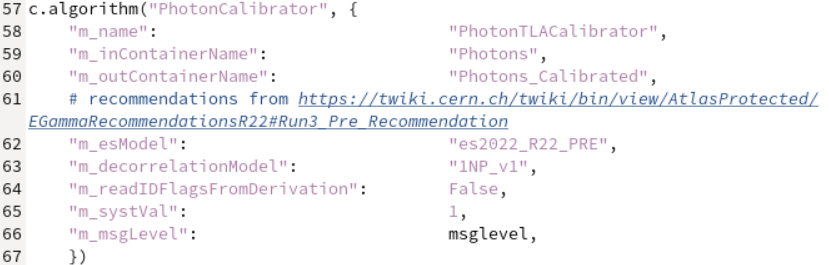 57 c.algorithm("PhotonCalibrator", {
58     "m_name":                             "PhotonTLACalibrator",
59     "m_inContainerName":                  "Photons",
60     "m_outContainerName":                 "Photons_Calibrated",
61     # recommendations from https://twiki.cern.ch/twiki/bin/view/AtlasProtected/
EGammaRecommendationsR22#Run3_Pre_Recommendation
62     "m_esModel":                          "es2022_R22_PRE",
63     "m_decorrelationModel":               "1NP_v1",
64     "m_readIDFlagsFromDerivation":        False,
65     "m_systVal":                          1,
66     "m_msgLevel":                         msglevel,
67     })